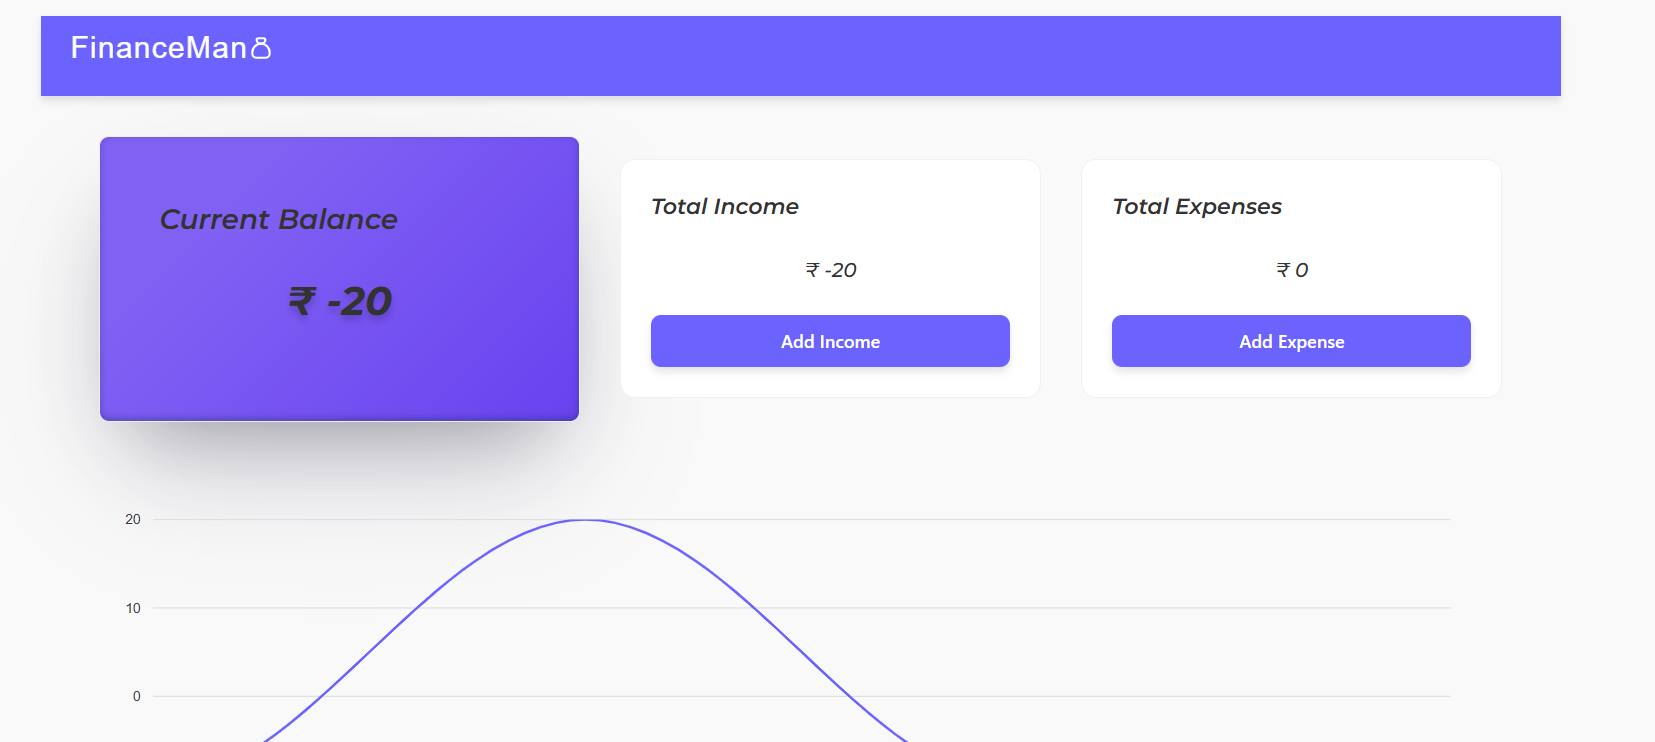 FinanceMan
Current Balance
₹ -20
Total Income
₹ -20
Add Income
Total Expenses
₹ 0
Add Expense
20
10
0